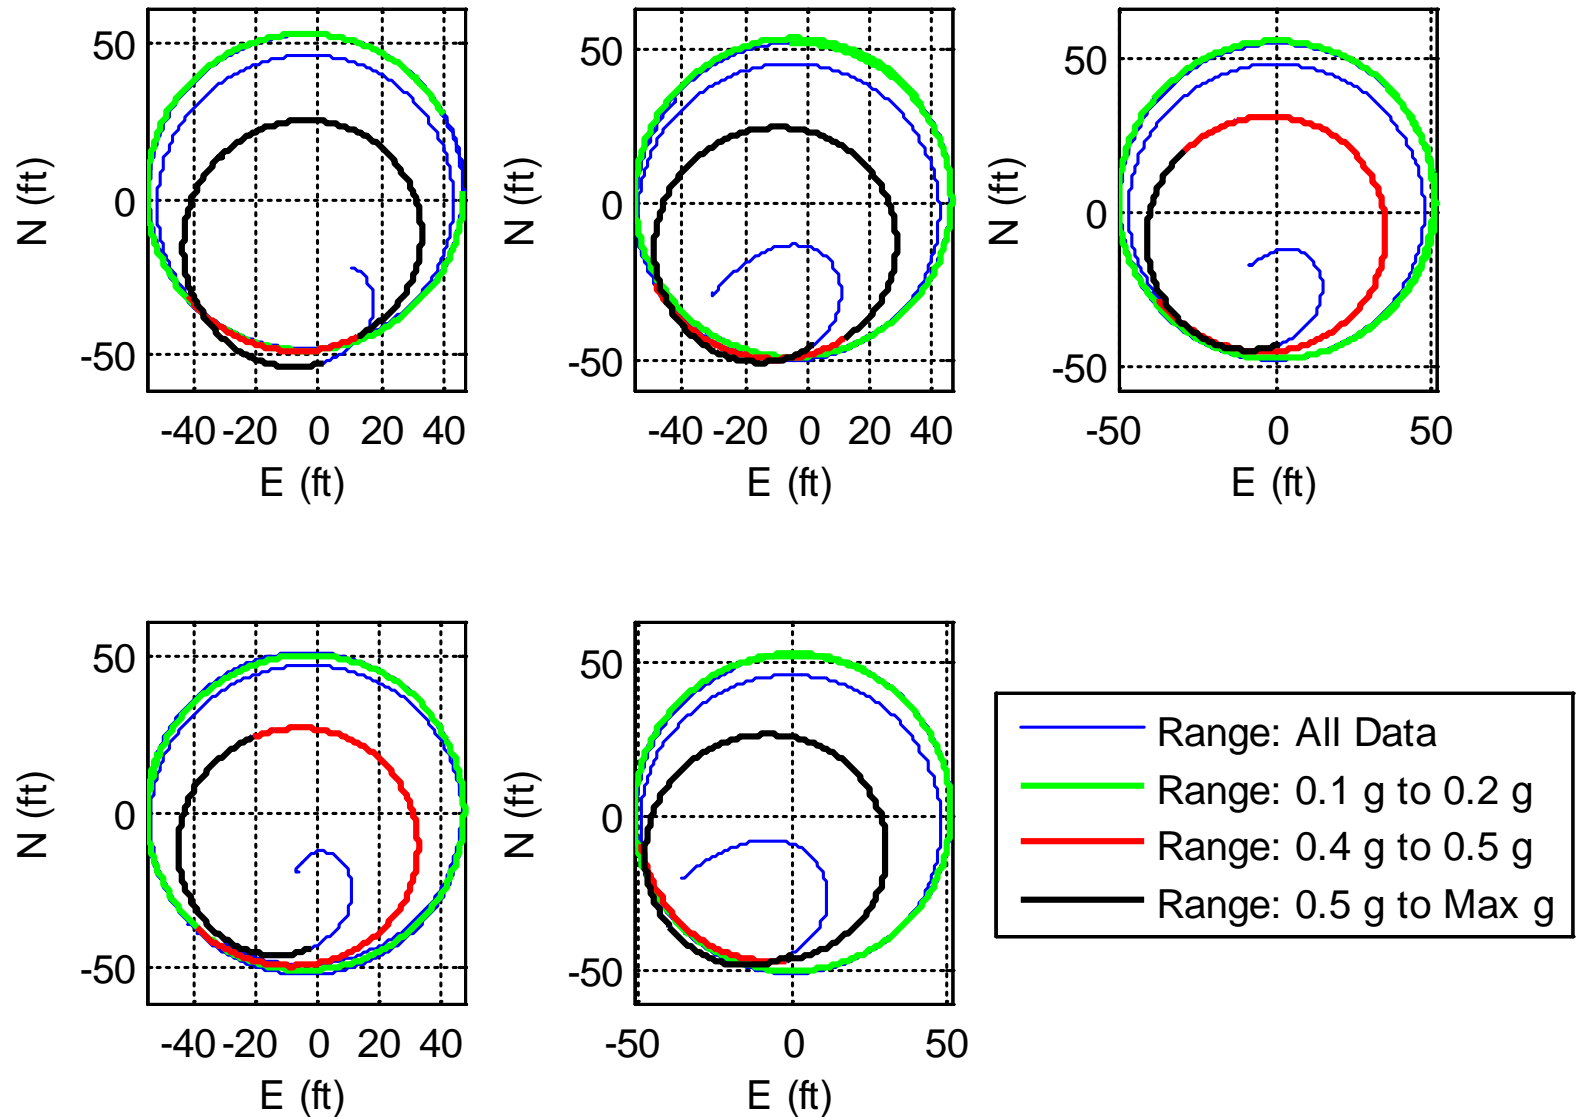 50
0
-50
N (ft)
-40 -20 0 20 40
E (ft)
50
0
-50
N (ft)
-40 -20 0 20 40
E (ft)
50
0
-50
N (ft)
-50 0 50
E (ft)
50
0
-50
N (ft)
-40 -20 0 20 40
E (ft)
50
0
-50
N (ft)
-50 0 50
E (ft)
Range: All Data
Range: 0.1 g to 0.2 g
Range: 0.4 g to 0.5 g
Range: 0.5 g to Max g